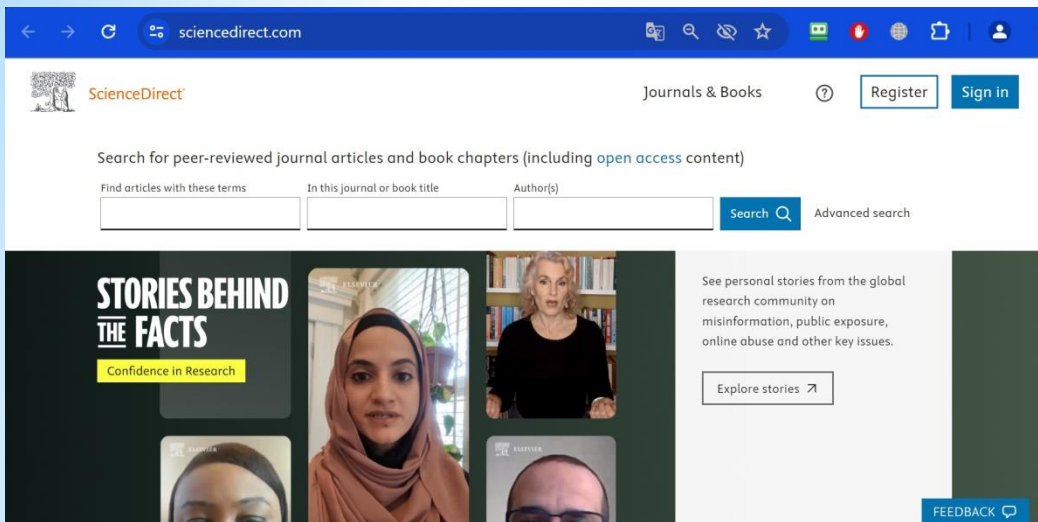 sciencedirect.com
ScienceDirect
Journals & Books
?
Register
Sign in
Search for peer-reviewed journal articles and book chapters (including open access content)
Find articles with these terms
In this journal or book title
Author(s)
Search
Advanced search
STORIES BEHIND
THE FACTS
Confidence in Research
ELSEVIER
ELSEVIER
ELSEVIER
See personal stories from the global
research community on
misinformation, public exposure,
online abuse and other key issues.
Explore stories
FEEDBACK